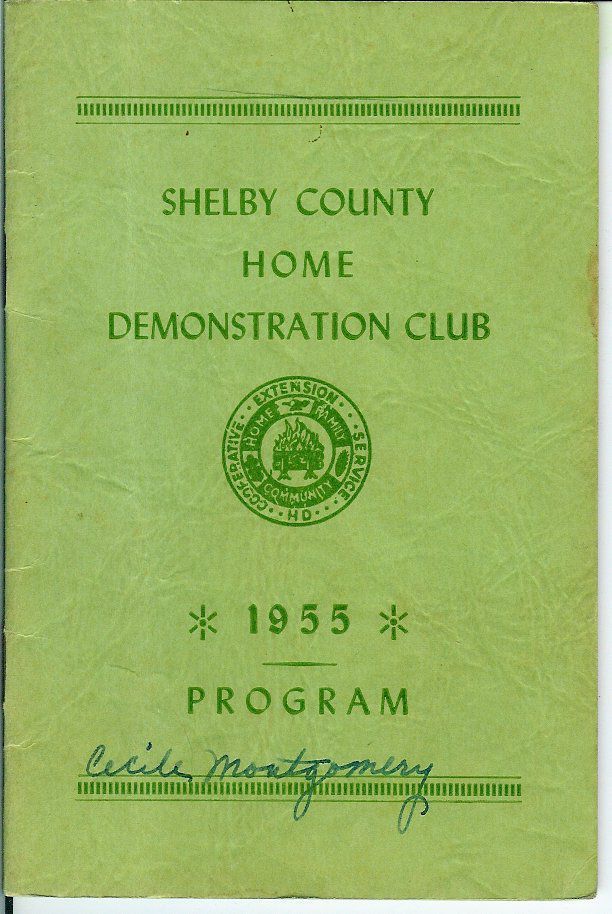 SHELBY COUNTY
HOME
DEMONSTRATION CLUB
COOPERATIVE · EXTENSION · SERVICE
HOME FAMILY
COMMUNITY
HD
1955
PROGRAM
Cecile Montgomery